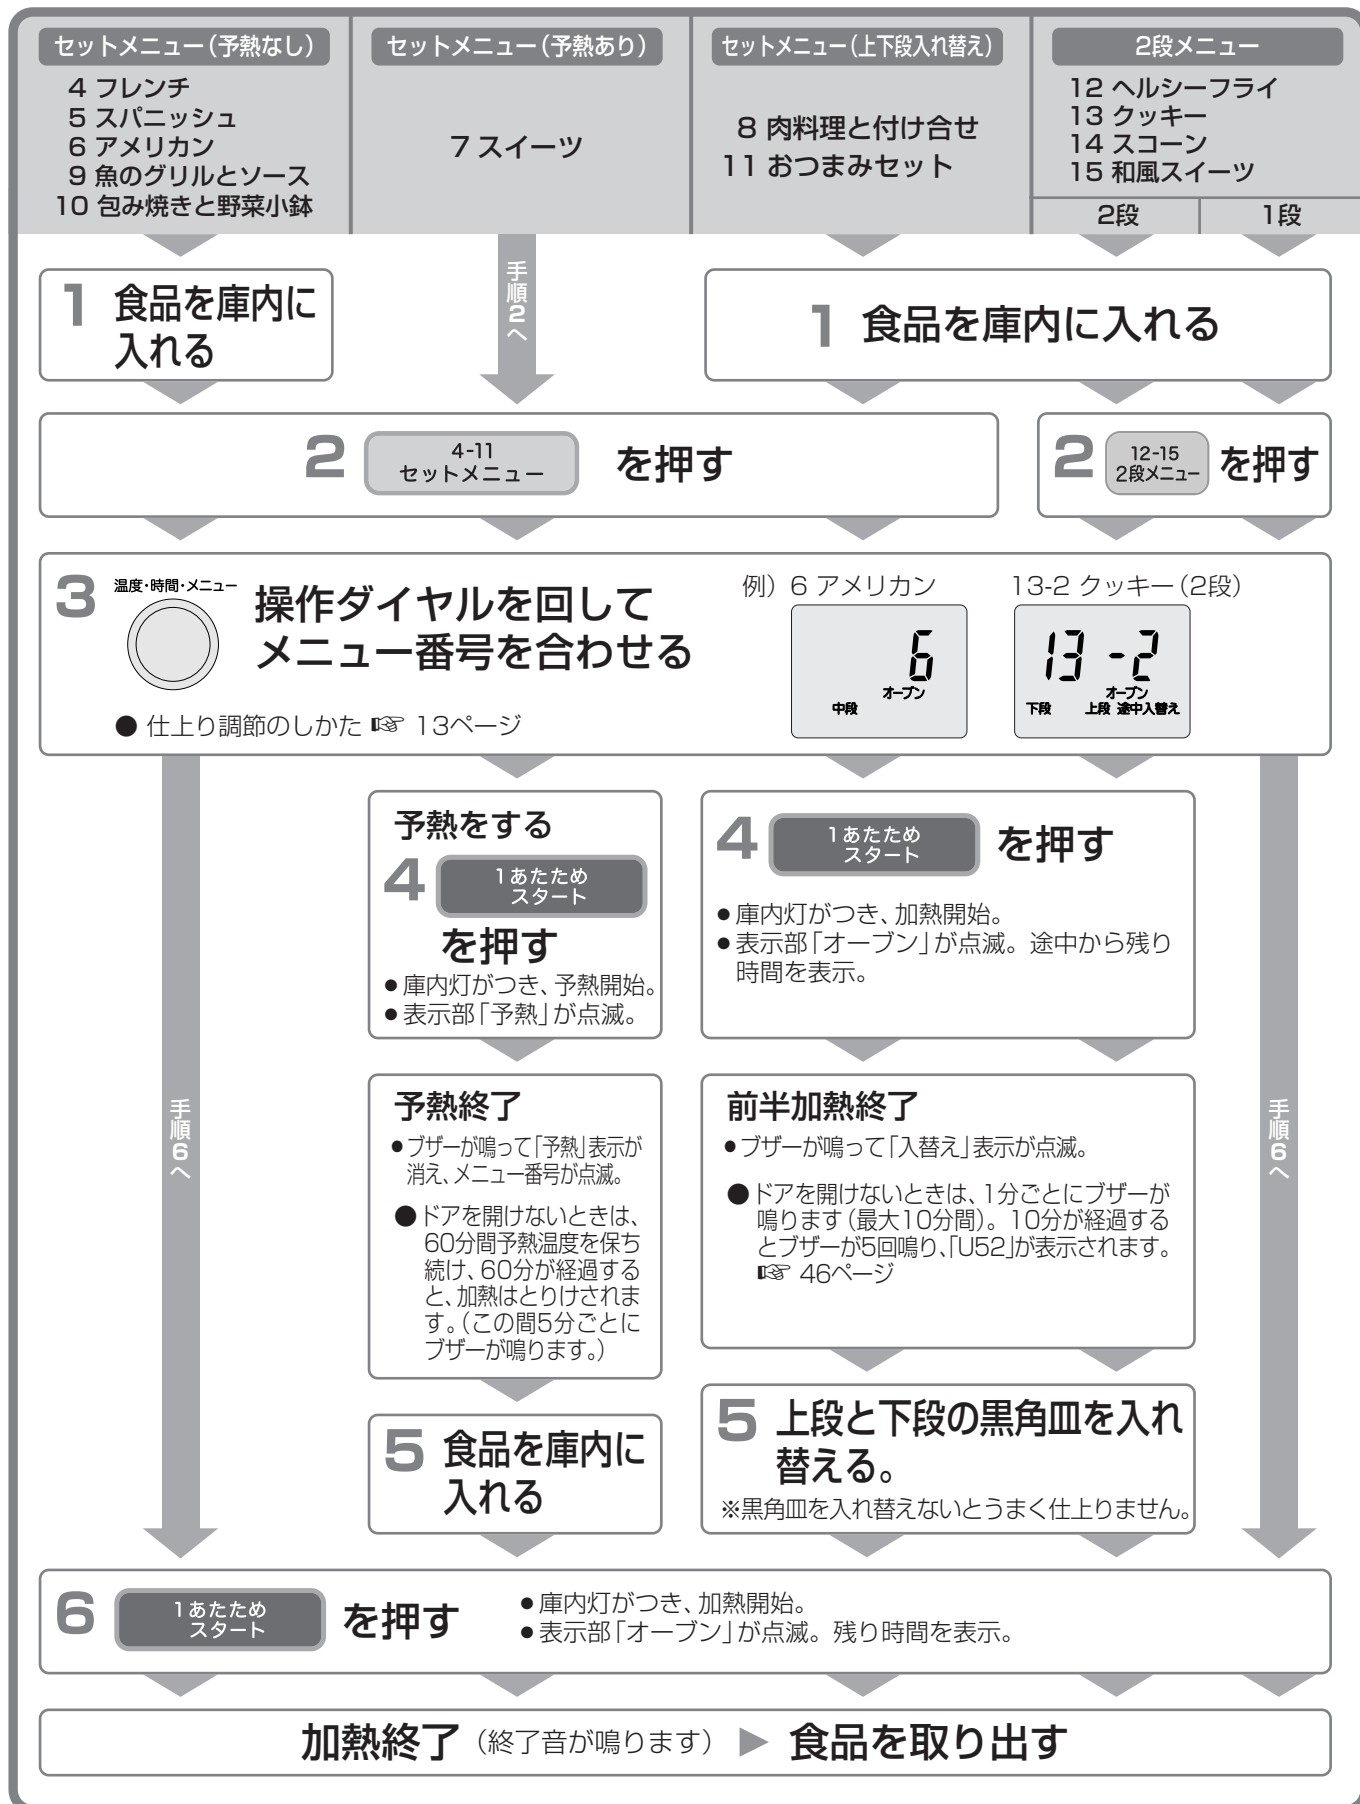 セットメニュー(予熱なし)
4 フレンチ
5 スパニッシュ
6 アメリカン
9 魚のグリルとソース
10 包み焼きと野菜小鉢
セットメニュー(予熱あり)
7 スイーツ
セットメニュー(上下段入れ替え)
8 肉料理と付け合せ
11 おつまみセット
2段メニュー
12 ヘルシーフライ
13 クッキー
14 スコーン
15 和風スイーツ
2段
1段
1 食品を庫内に
入れる
手順2へ
1 食品を庫内に入れる
2 4-11
セットメニュー
を押す
2 12-15
2段メニュー
を押す
3 温度・時間・メニュー
操作ダイヤルを回して
メニュー番号を合わせる
● 仕上り調節のしかた ☞ 13ページ
例) 6 アメリカン
6
オーブン
中段
13-2 クッキー(2段)
13-2
オーブン
下段 上段 途中入替え
手順6へ
予熱をする
4 1あたため
スタート
を押す
●庫内灯がつき、予熱開始。
●表示部「予熱」が点滅。
4 1あたため
スタート
を押す
●庫内灯がつき、加熱開始。
●表示部「オーブン」が点滅。途中から残り
時間を表示。
手順6へ
予熱終了
●ブザーが鳴って「予熱」表示が
消え、メニュー番号が点滅。
●ドアを開けないときは、
60分間予熱温度を保ち
続け、60分が経過する
と、加熱はとりけされま
す。(この間5分ごとに
ブザーが鳴ります。)
前半加熱終了
●ブザーが鳴って「入替え」表示が点滅。
●ドアを開けないときは、1分ごとにブザーが
鳴ります(最大10分間)。10分が経過する
とブザーが5回鳴り、「U52」が表示されます。
☞ 46ページ
5 食品を庫内に
入れる
5 上段と下段の黒角皿を入れ
替える。
※黒角皿を入れ替えないとうまく仕上りません。
6 1あたため
スタート
を押す
●庫内灯がつき、加熱開始。
●表示部「オーブン」が点滅。残り時間を表示。
加熱終了(終了音が鳴ります)▶ 食品を取り出す